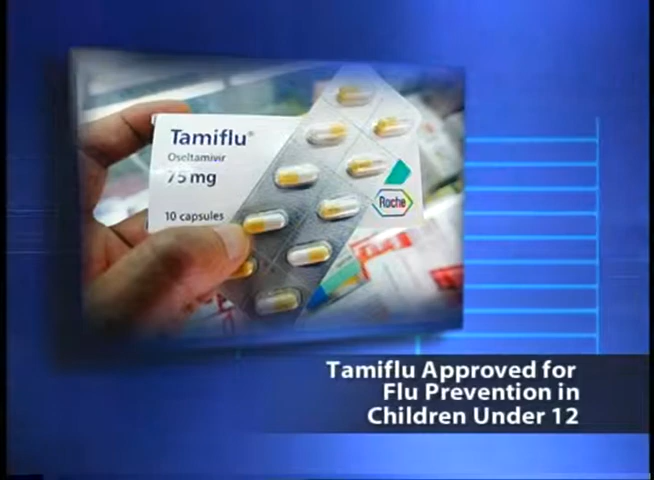 Tamiflu®
Oseltamivir
75 mg
10 capsules
Roche
Tamiflu Approved for
Flu Prevention in
Children Under 12